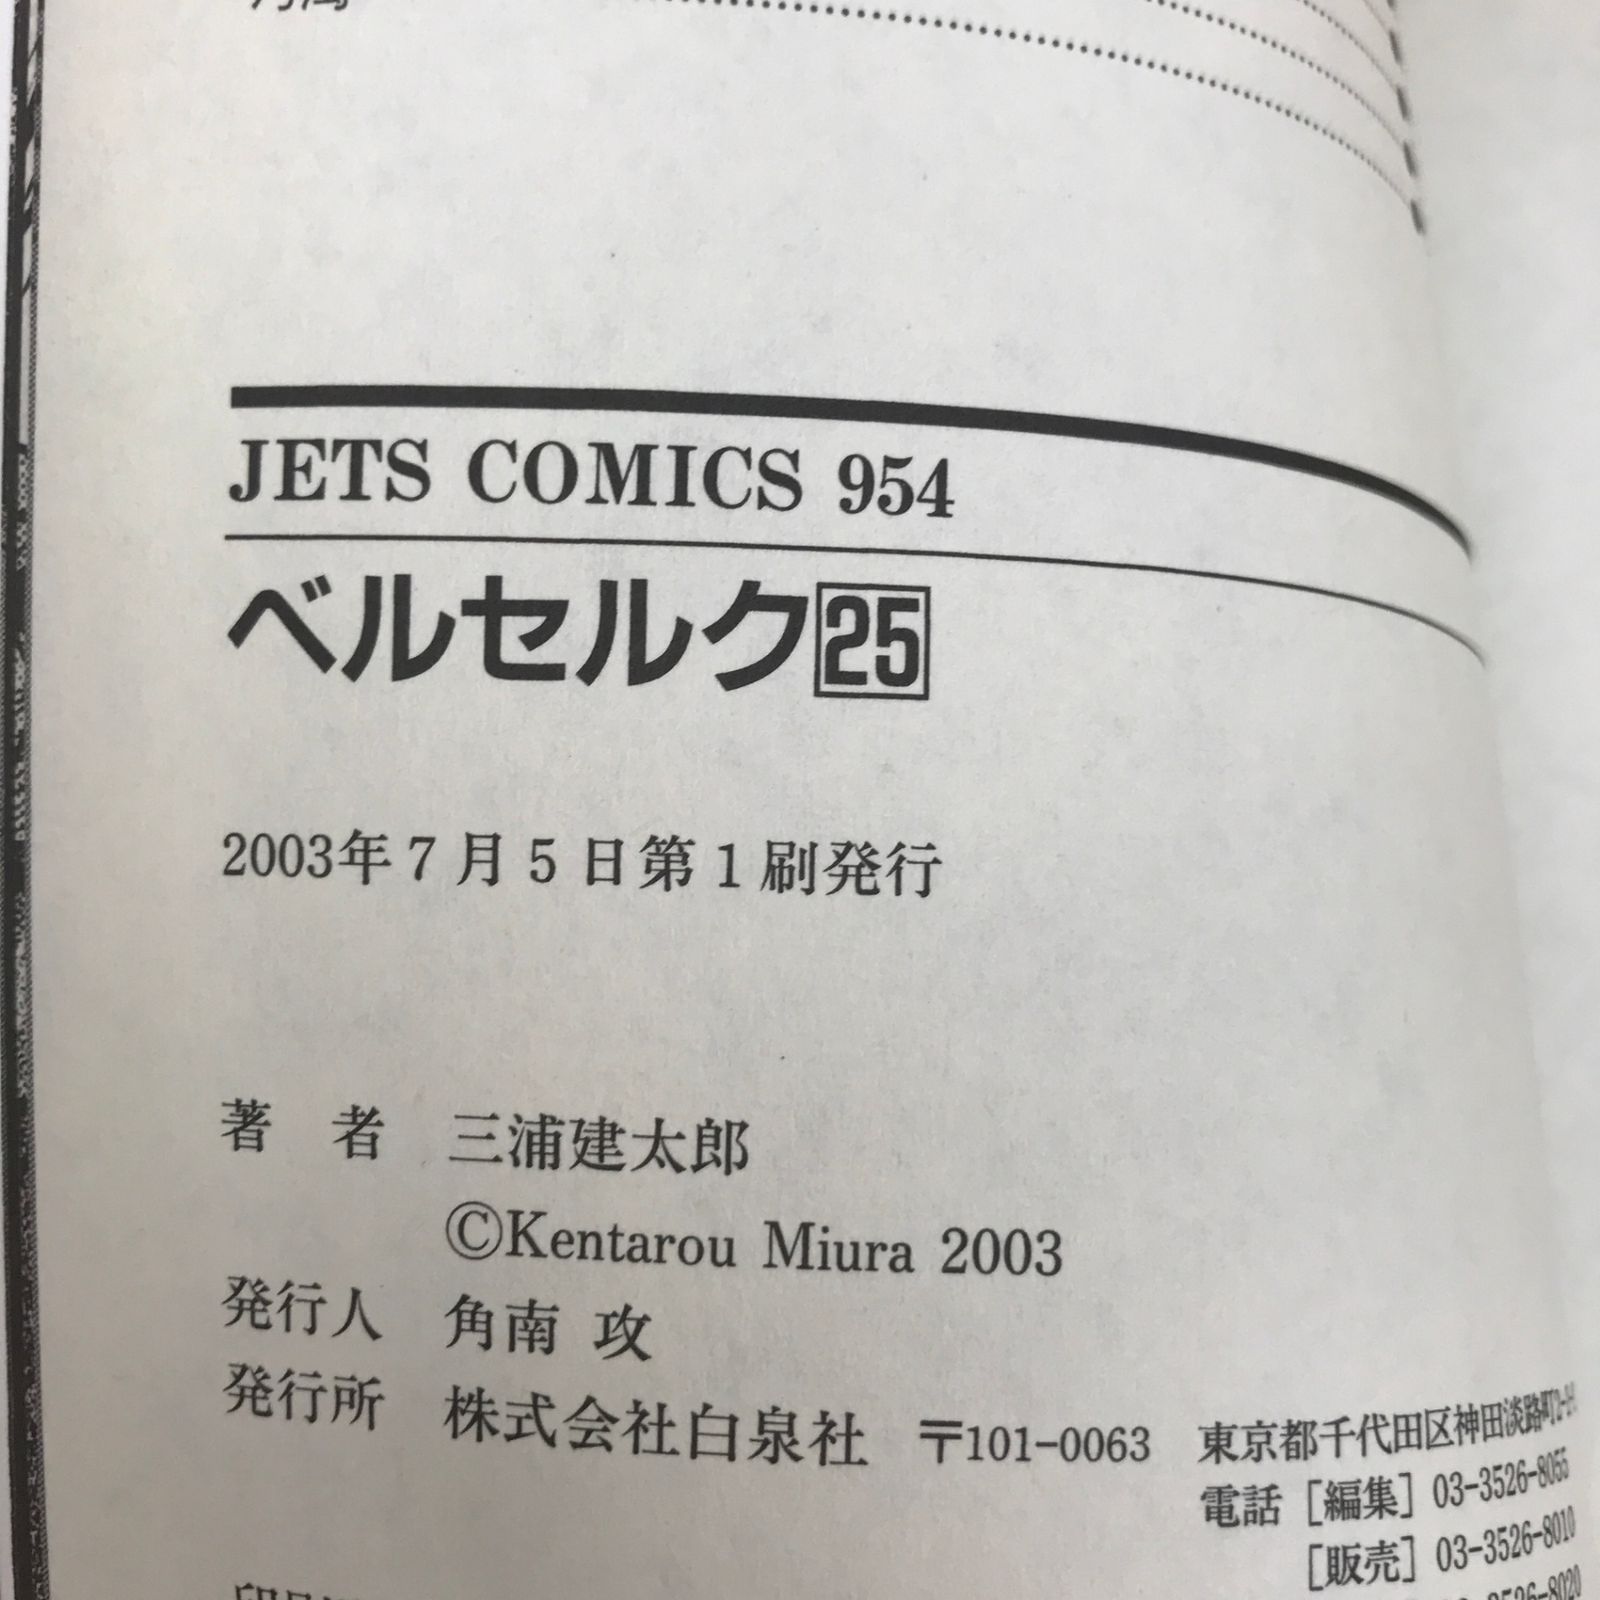 JETS COMICS 954
ベルセルク25
2003年7月5日第1刷発行
著 者 三浦建太郎
©Kentarou Miura 2003
発行人 角南 攻
発行所 株式会社白泉社 〒101-0063 東京都千代田区神田淡路町2-
電話［編集］03-3526-8055
［販売］03-3526-8010
3526-8020